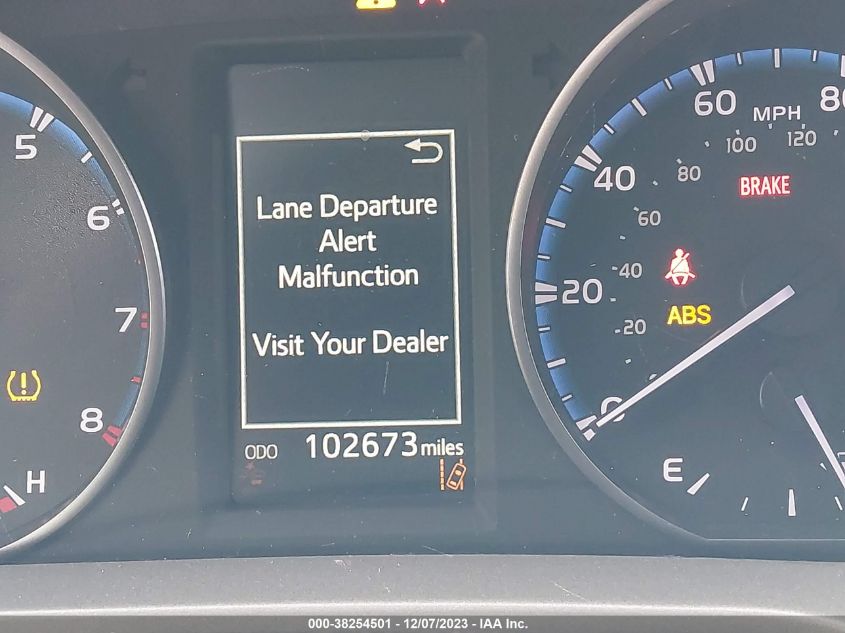 Lane Departure
Alert
Malfunction
Visit Your Dealer
ODO 102673 miles
5
6
7
8
H
60
MPH
80
100
120
40
80
BRAKE
60
20
40
ABS
20
0
E
000-38254501 - 12/07/2023 - IAA Inc.